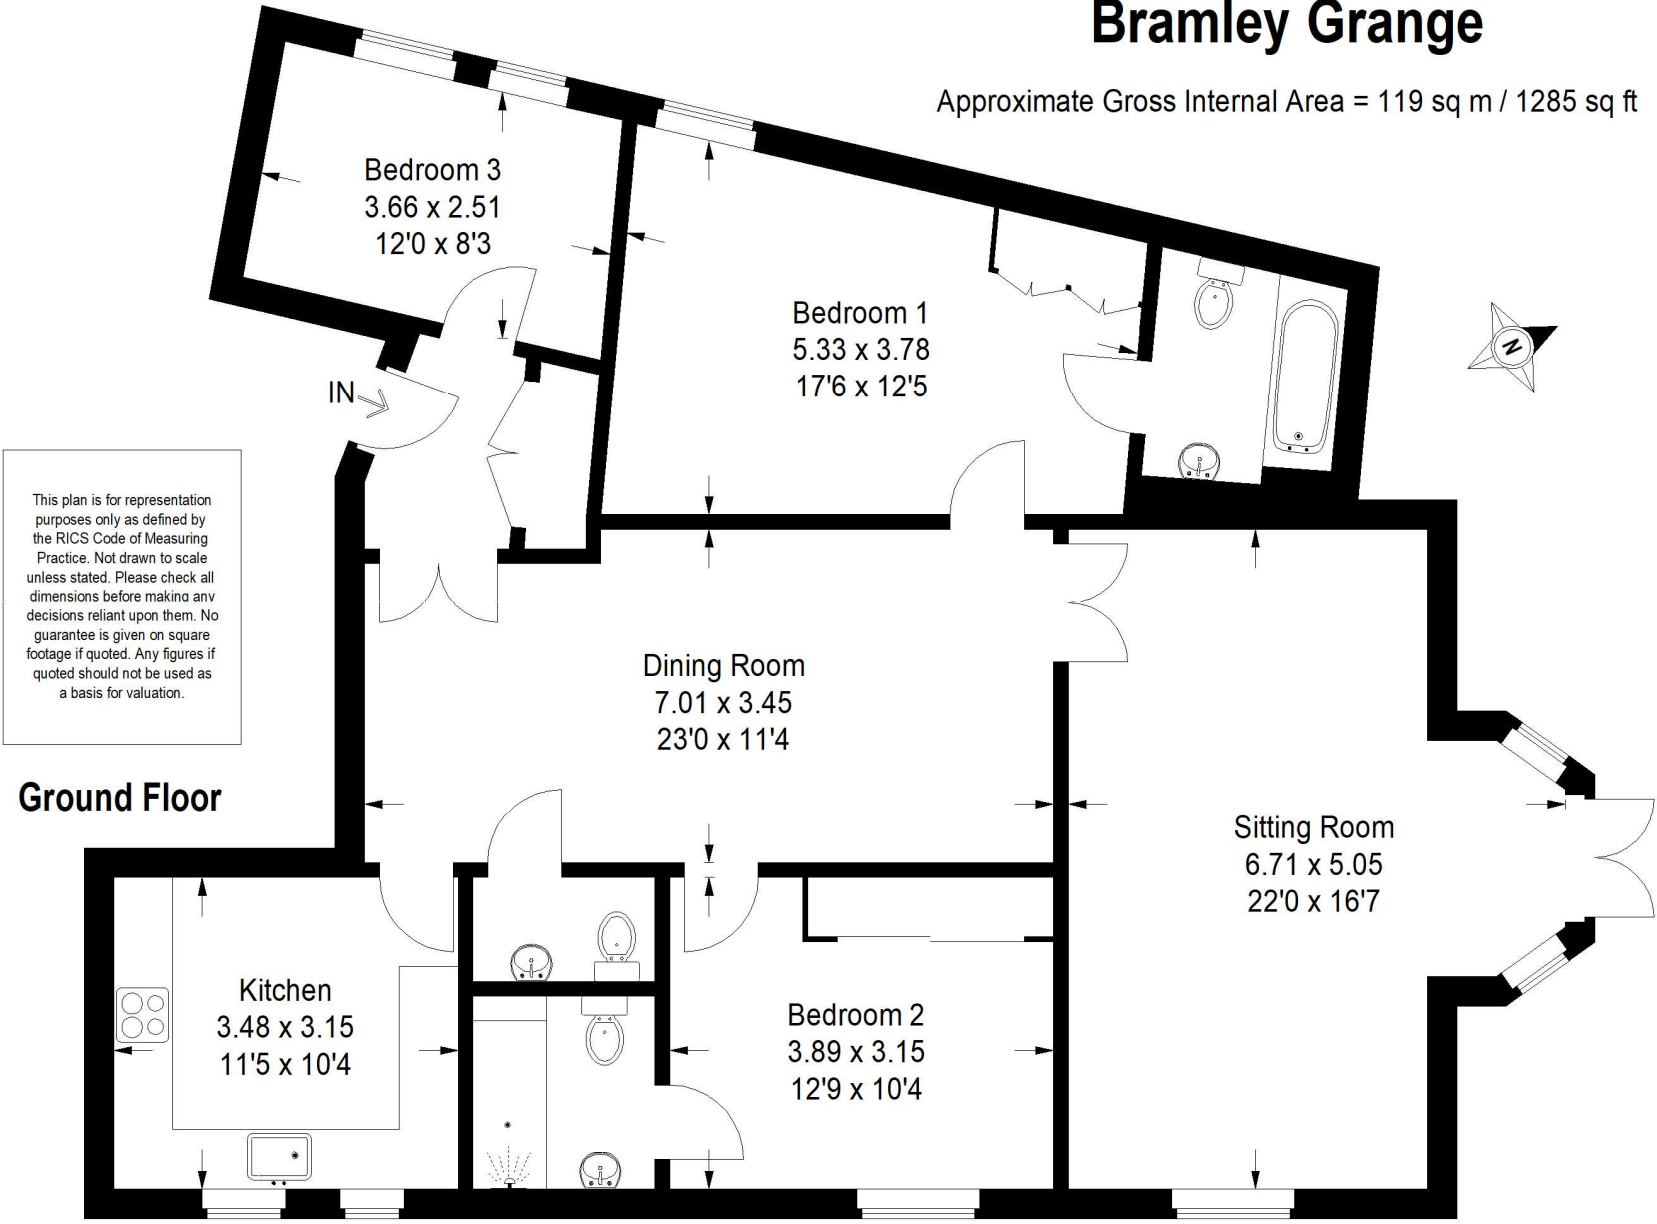 Bramley Grange
Approximate Gross Internal Area = 119 sq m / 1285 sq ft
Bedroom 3
3.66 x 2.51
12'0 x 8'3
Bedroom 1
5.33 x 3.78
17'6 x 12'5
N
IN
This plan is for representation
purposes only as defined by
the RICS Code of Measuring
Practice. Not drawn to scale
unless stated. Please check all
dimensions before making any
decisions reliant upon them. No
guarantee is given on square
footage if quoted. Any figures if
quoted should not be used as
a basis for valuation.
Dining Room
7.01 x 3.45
23'0 x 11'4
Ground Floor
Sitting Room
6.71 x 5.05
22'0 x 16'7
Kitchen
3.48 x 3.15
11'5 x 10'4
Bedroom 2
3.89 x 3.15
12'9 x 10'4